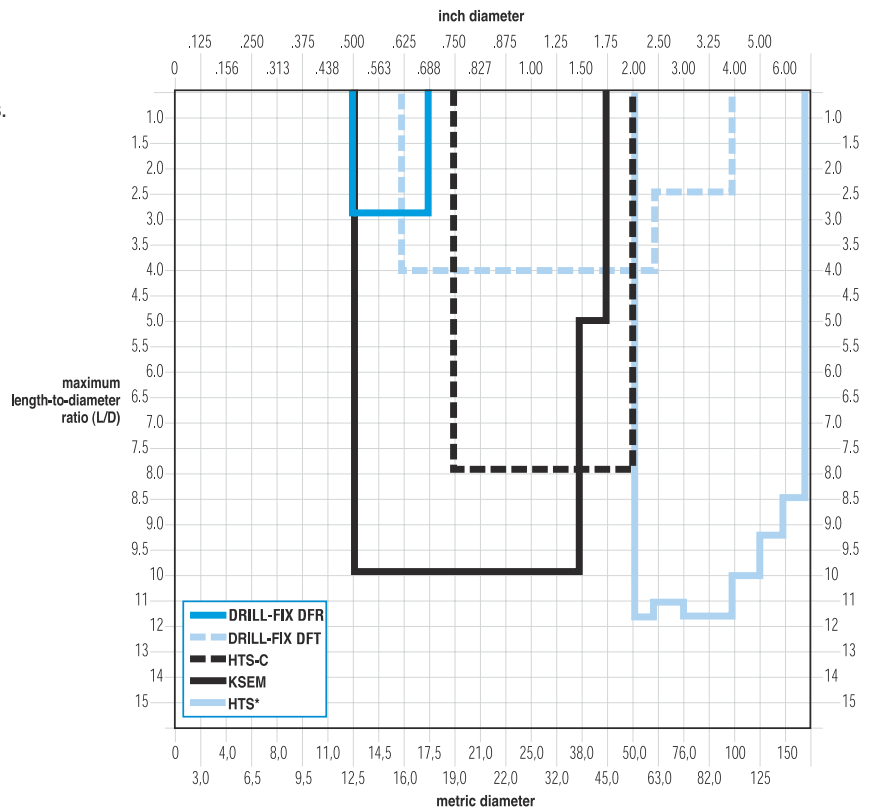 inch diameter
.125 .250 .375 .500 .625 .750 .875 1.25 1.75 2.50 3.25 5.00
0 .156 .313 .438 .563 .688 .827 1.00 1.50 2.00 3.00 4.00 6.00
s.
1.0 1.0
1.5 1.5
2.0 2.0
2.5 2.5
3.0 3.0
3.5 3.5
4.0 4.0
4.5 4.5
5.0 5.0
5.5 5.5
6.0 6.0
maximum
length-to-diameter
ratio (L/D)
6.5 6.5
7.0 7.0
7.5 7.5
8.0 8.0
8.5 8.5
9.0 9.0
9.5 9.5
10 10
11 11
12 12
13 13
14 14
15 15
DRILL-FIX DFR
DRILL-FIX DFT
HTS-C
KSEM
HTS*
0 4,0 8,0 11,0 14,5 17,5 21,0 25,0 38,0 50,0 76,0 100 150
3,0 6,5 9,5 12,5 16,0 19,0 22,0 32,0 45,0 63,0 82,0 125
metric diameter